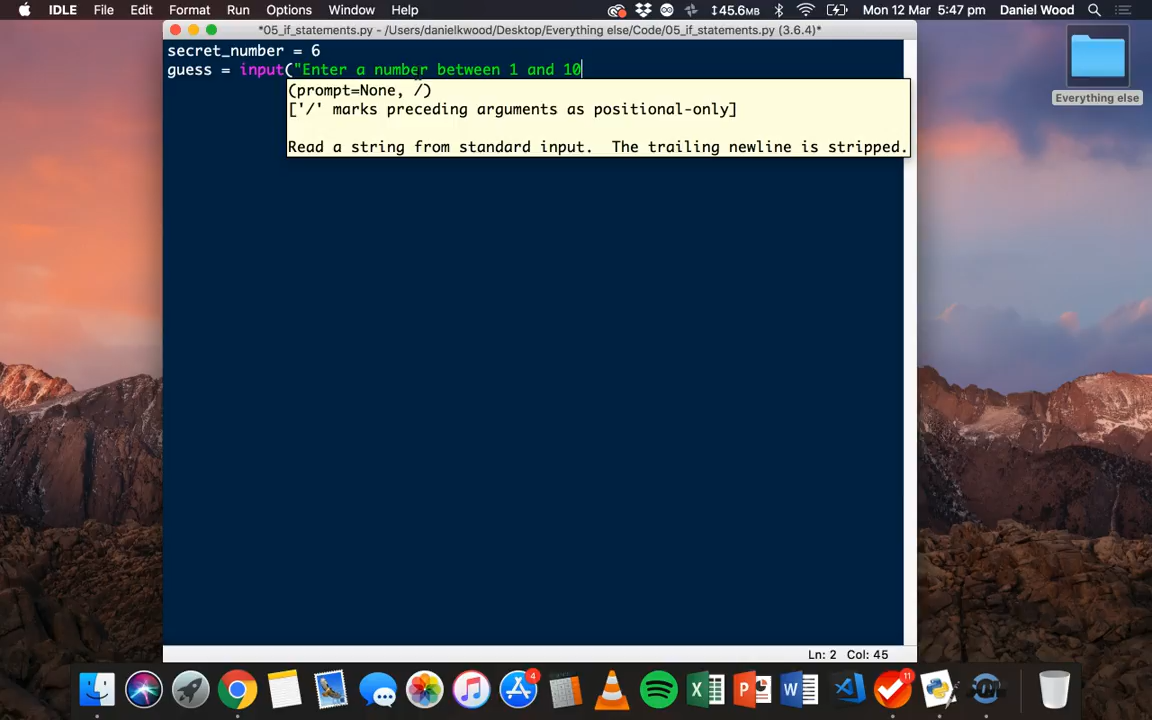 IDLE File Edit Format Run Options Window Help 45.6MB Mon 12 Mar 5:47 pm Daniel Wood
*05_if_statements.py - /Users/danielkwood/Desktop/Everything else/Code/05_if_statements.py (3.6.4)*
secret_number = 6
guess = input("Enter a number between 1 and 10
(prompt=None, /)
['/' marks preceding arguments as positional-only]
Read a string from standard input.  The trailing newline is stripped.
Everything else
Ln: 2 Col: 45
4
11